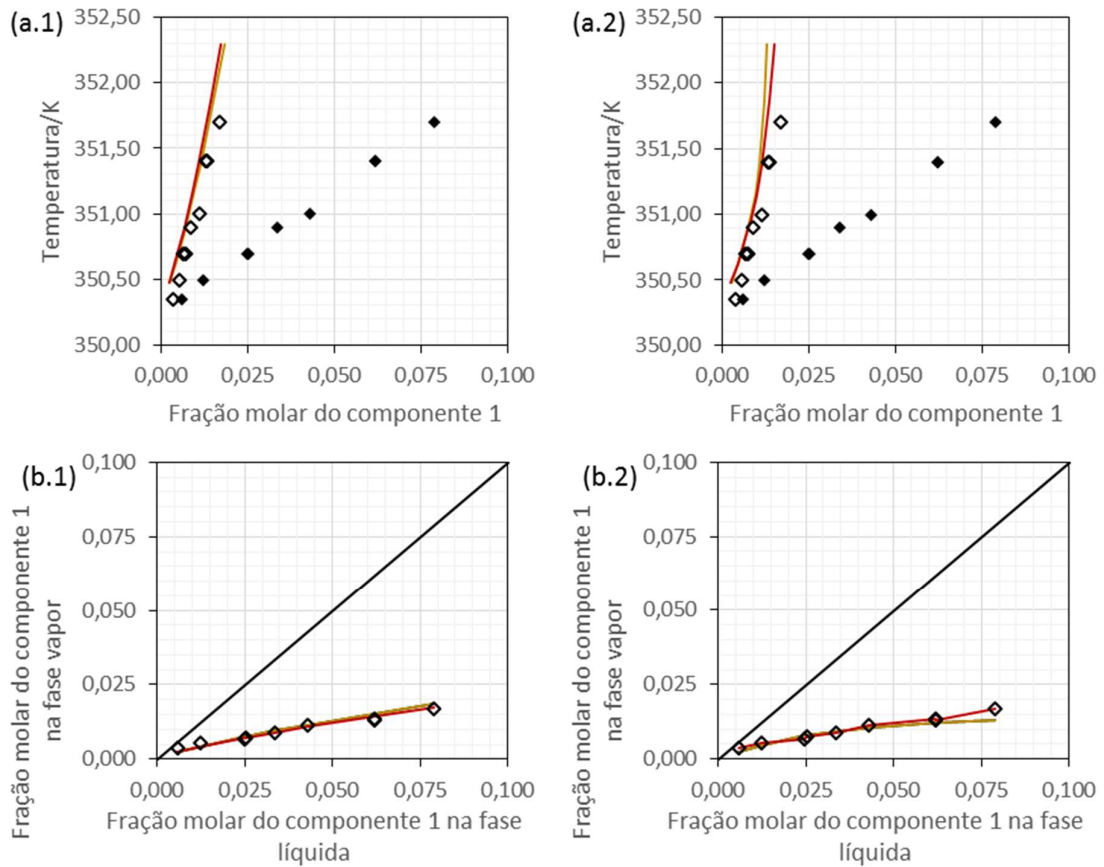 (a.1)
Temperatura/K
352,50
352,00
351,50
351,00
350,50
350,00
0,000 0,025 0,050 0,075 0,100
Fração molar do componente 1
(a.2)
Temperatura/K
352,50
352,00
351,50
351,00
350,50
350,00
0,000 0,025 0,050 0,075 0,100
Fração molar do componente 1
(b.1)
Fração molar do componente 1
na fase vapor
0,100
0,075
0,050
0,025
0,000
0,000 0,025 0,050 0,075 0,100
Fração molar do componente 1 na fase
líquida
(b.2)
Fração molar do componente 1
na fase vapor
0,100
0,075
0,050
0,025
0,000
0,000 0,025 0,050 0,075 0,100
Fração molar do componente 1 na fase
líquida